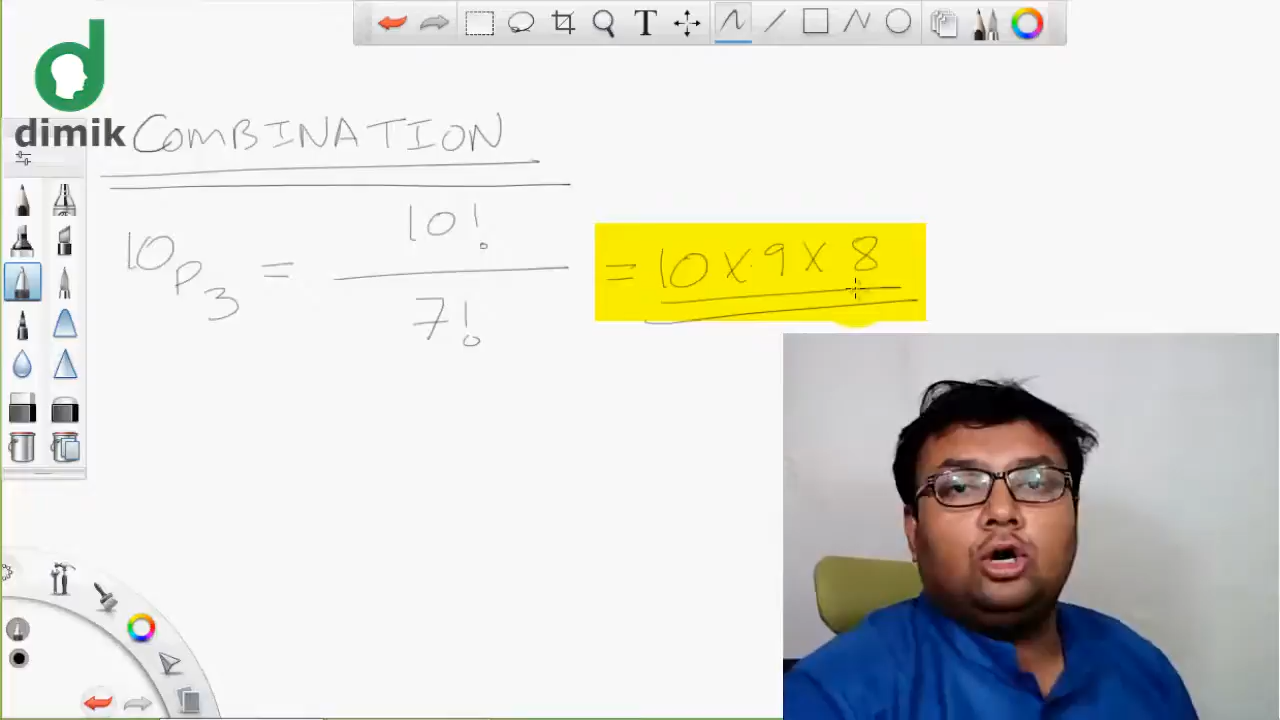 dimik
COMBINATION
10P3 = 10! / 7! = 10 x 9 x 8
T